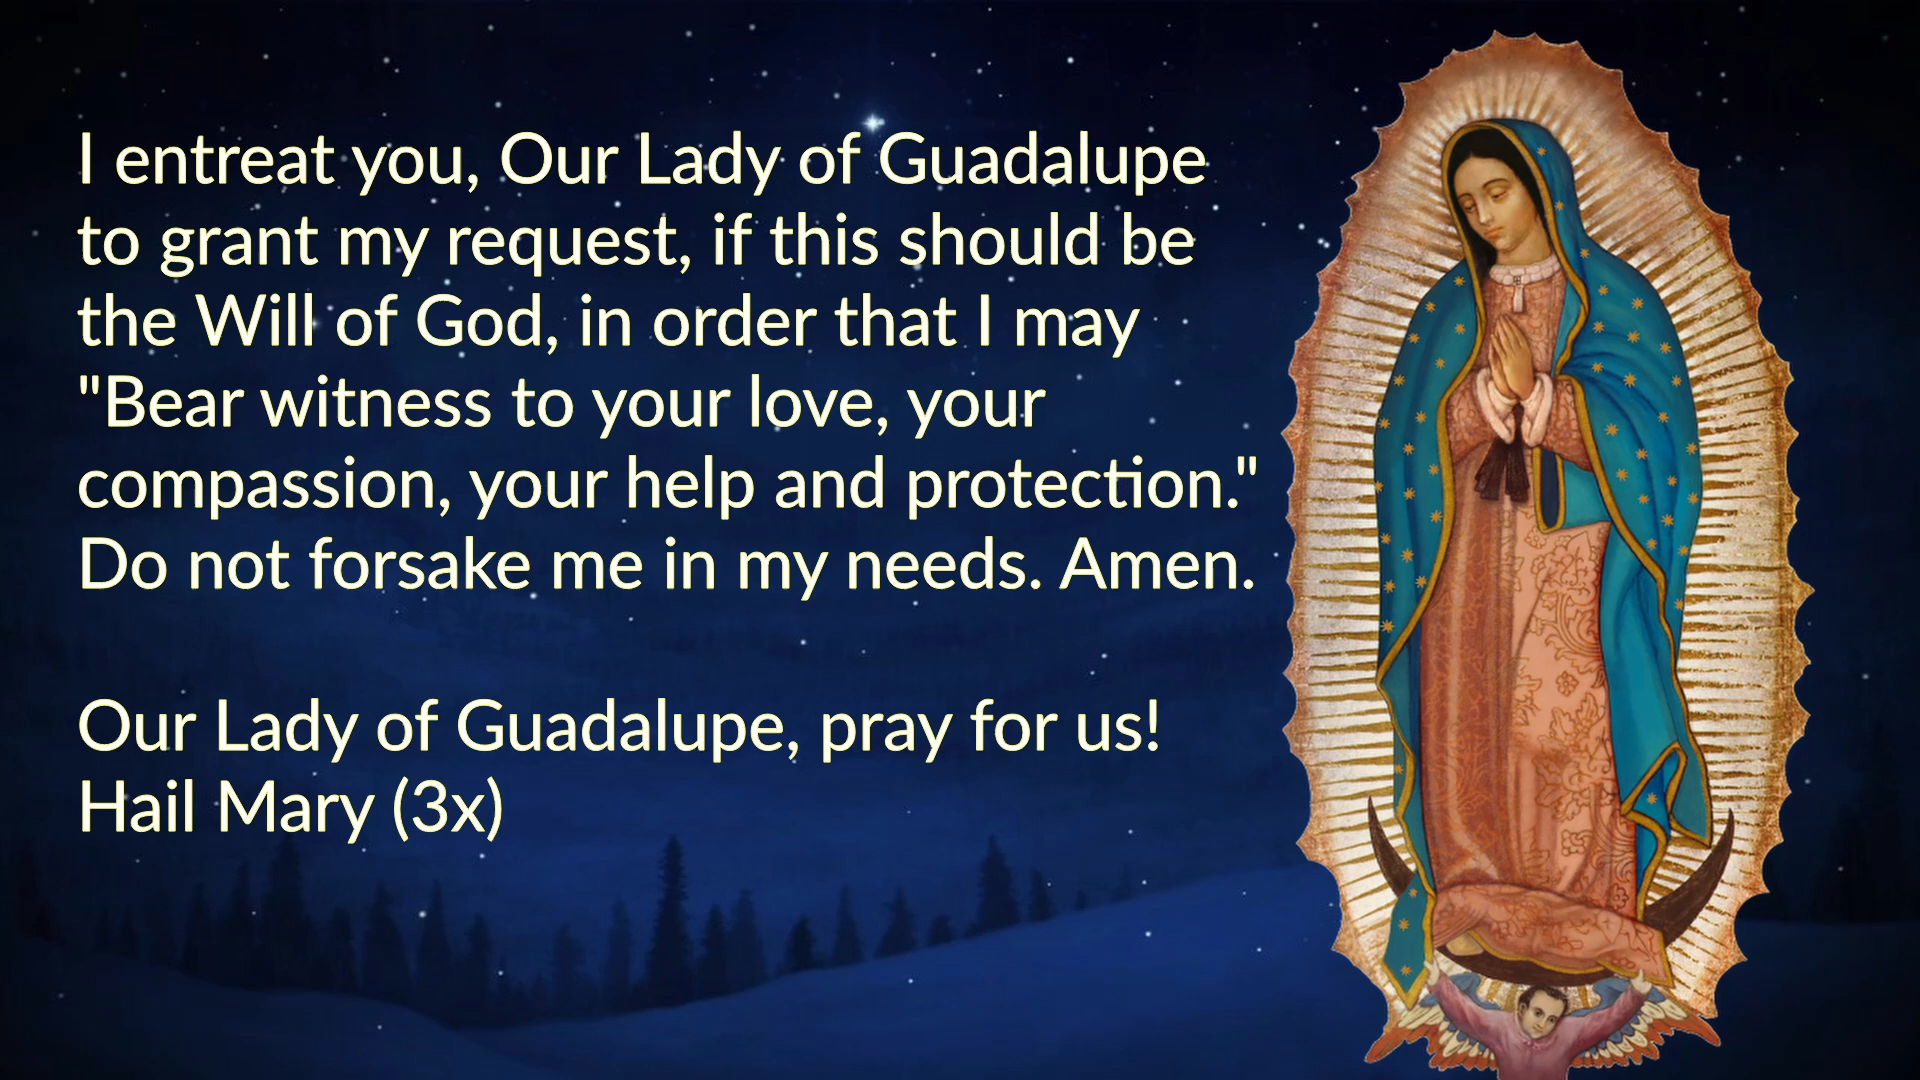 I entreat you, Our Lady of Guadalupe
to grant my request, if this should be
the Will of God, in order that I may
"Bear witness to your love, your
compassion, your help and protection."
Do not forsake me in my needs. Amen.
Our Lady of Guadalupe, pray for us!
Hail Mary (3x)